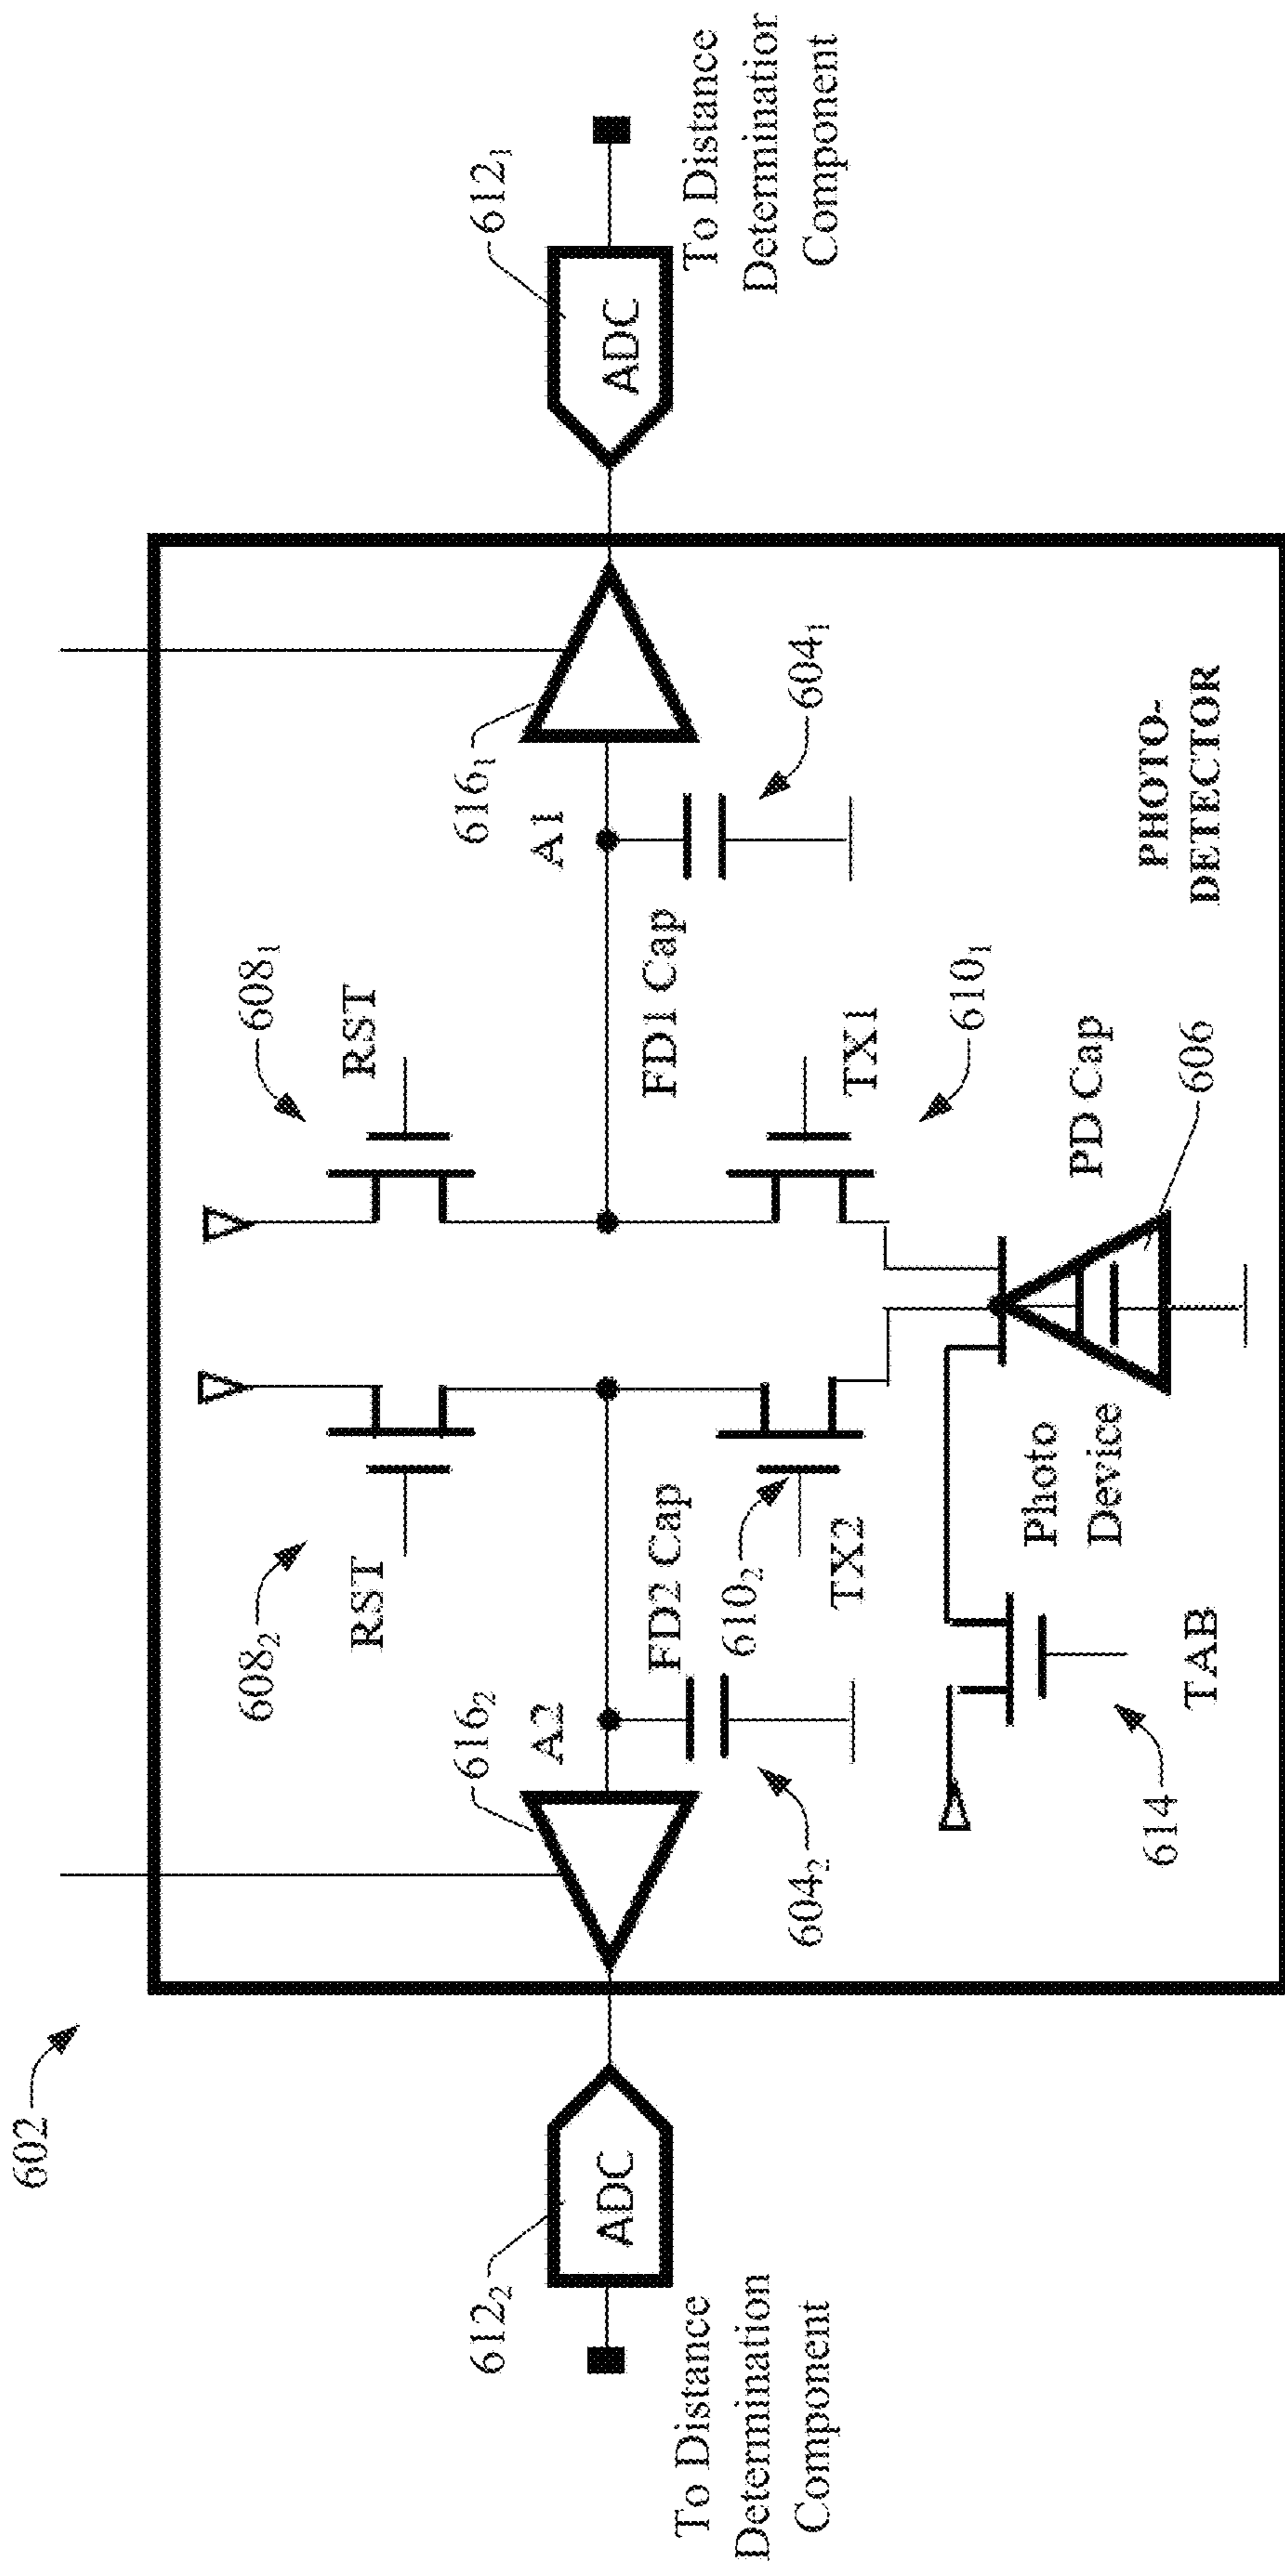 602
612₂
ADC
To Distance
Determination
Component
616₂
A2
608₂
RST
604₂
FD2 Cap
610₂
TX2
614
TAB
Photo
Device
608₁
RST
FD1 Cap
TX1
610₁
PD Cap
606
616₁
A1
604₁
PHOTO-
DETECTOR
612₁
ADC
To Distance
Determination
Component